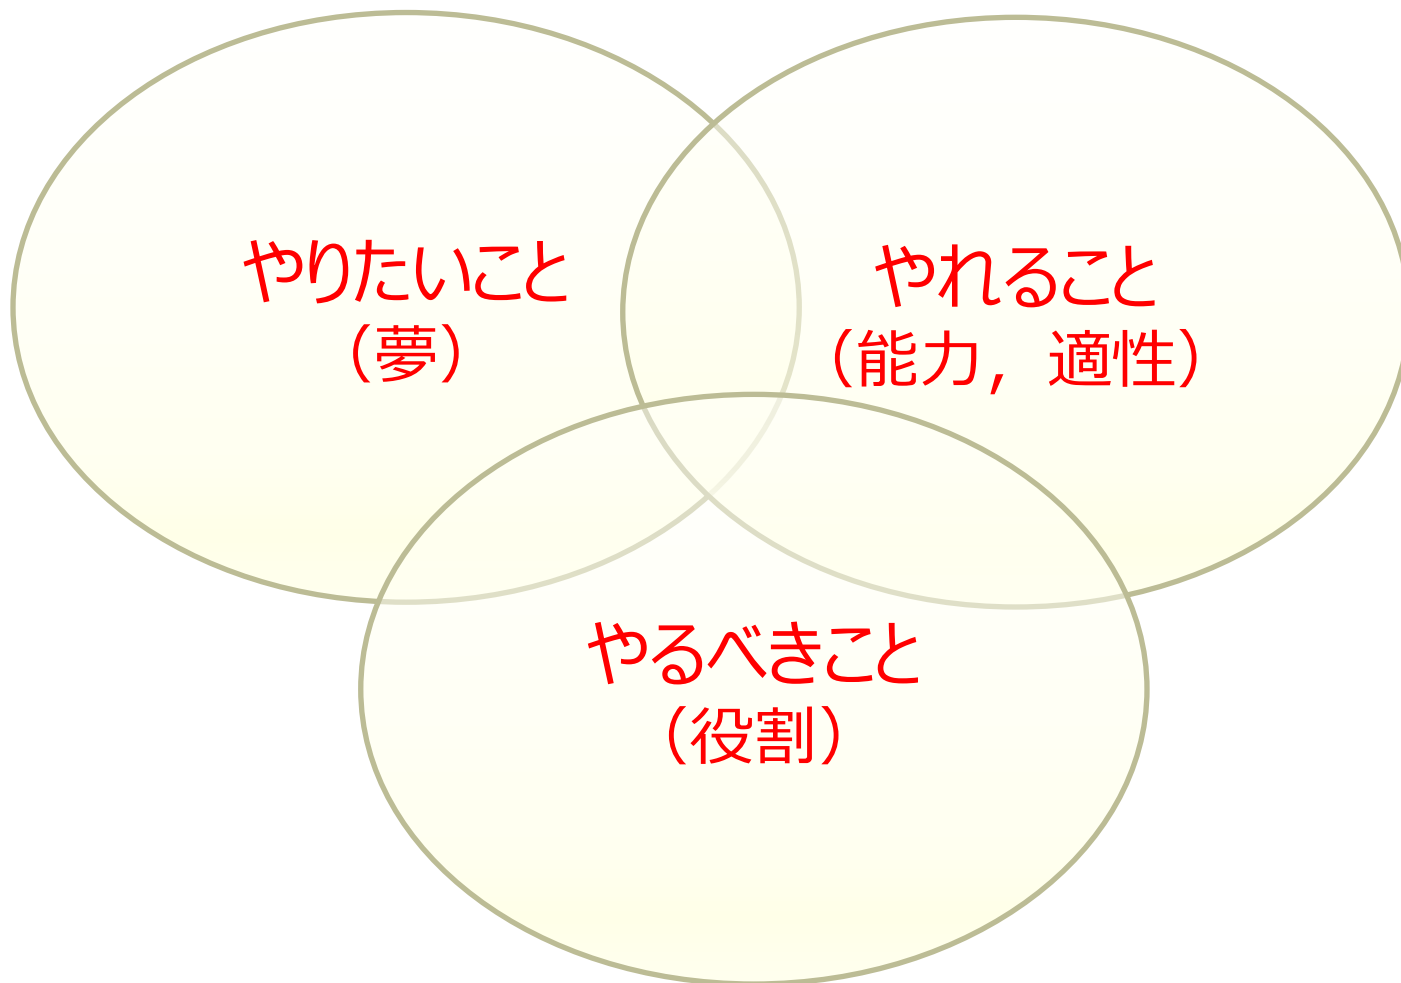 やりたいこと
（夢）
やれること
（能力，適性）
やるべきこと
（役割）